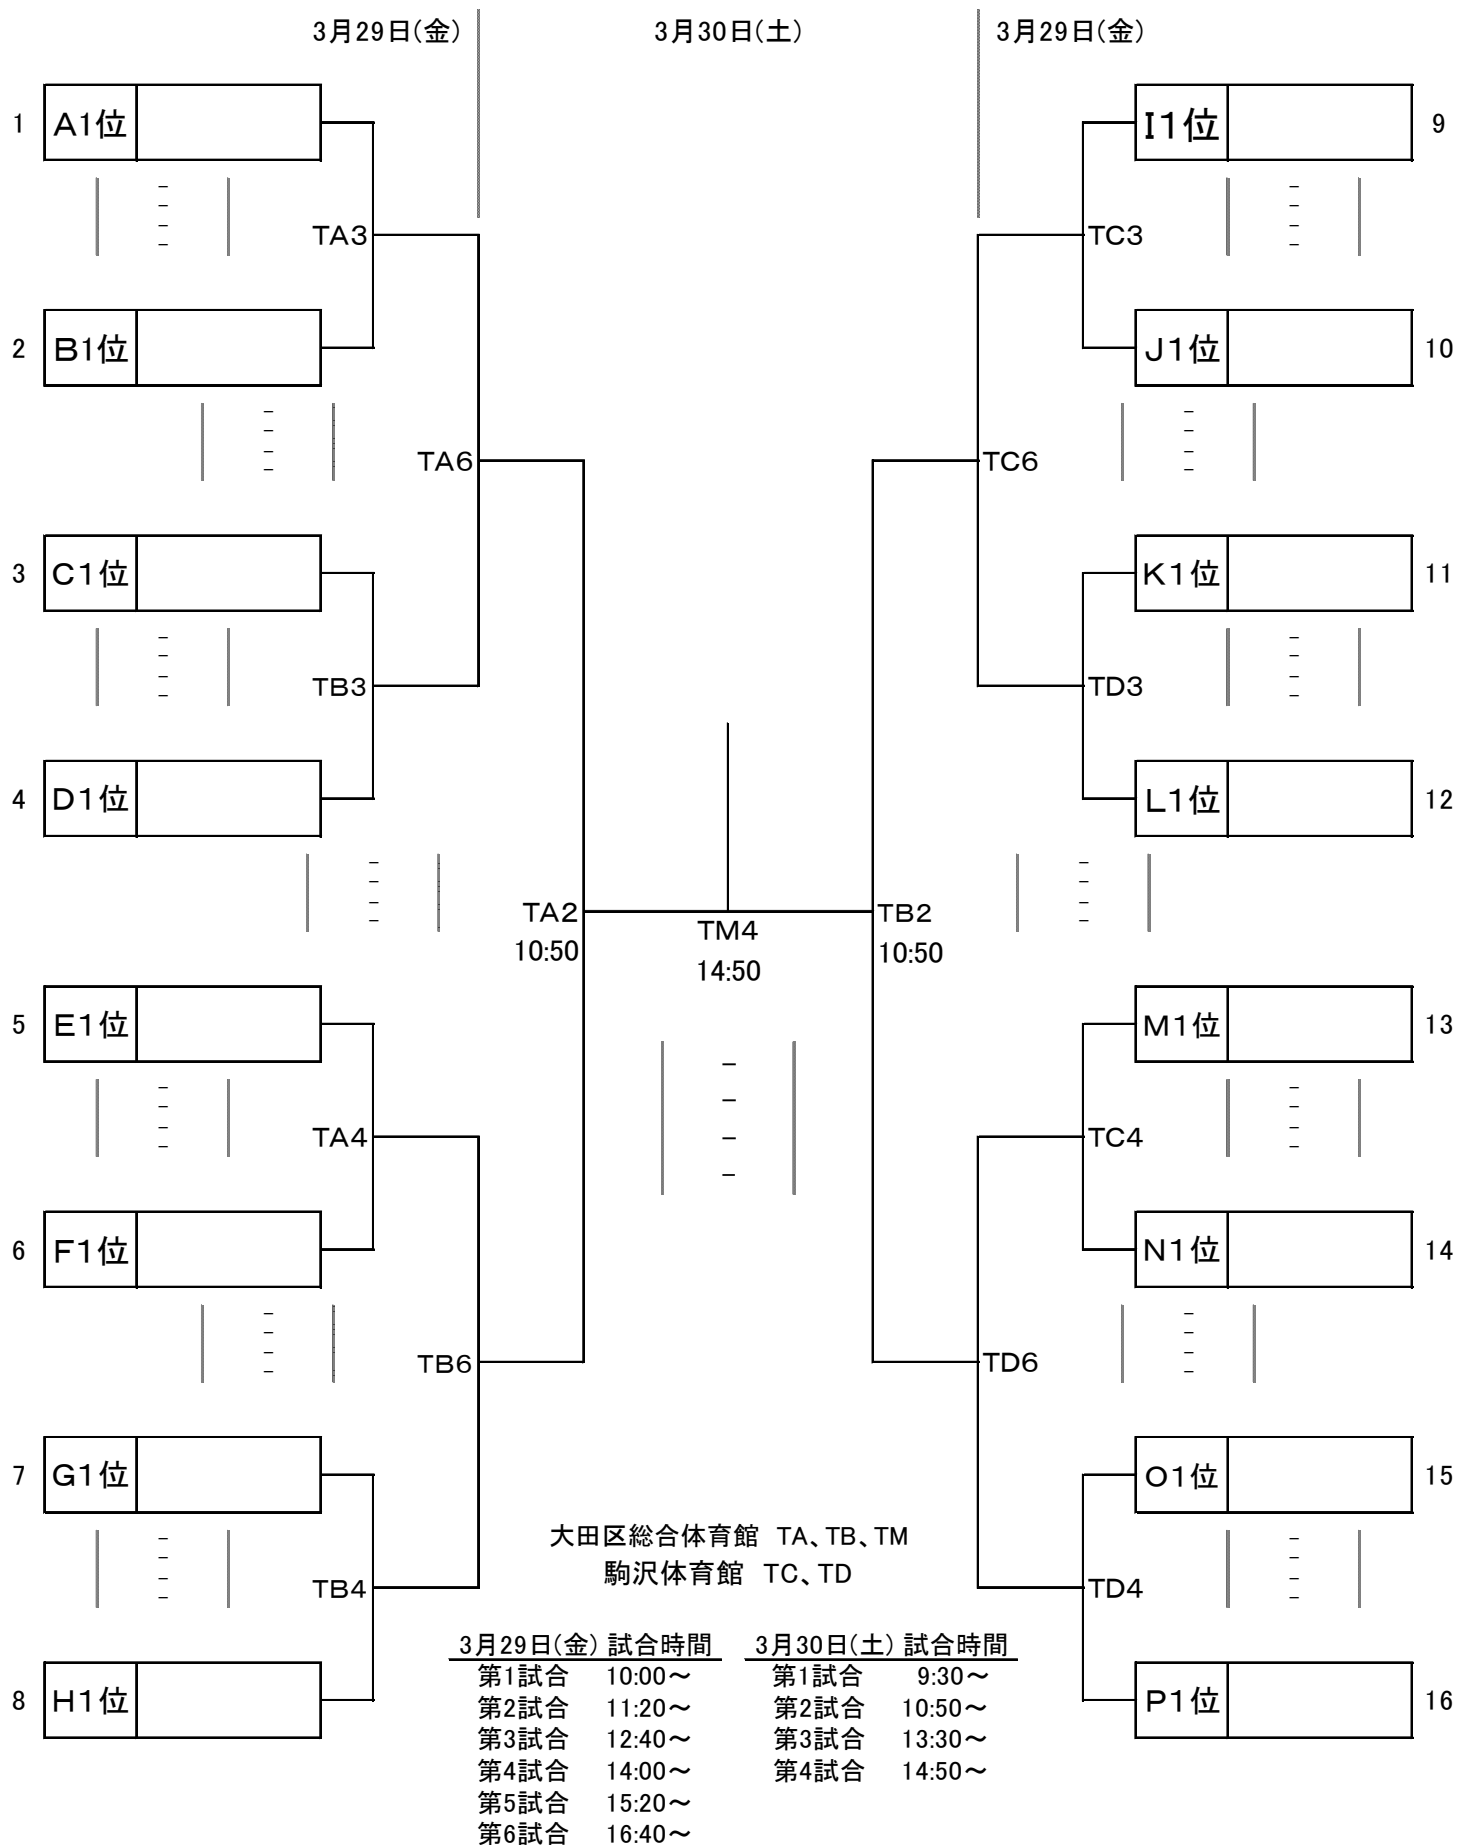 3月29日(金) 3月30日(土) 3月29日(金)
1 A1位 I1位 9
TA3 TC3
2 B1位 J1位 10
TA6 TC6
3 C1位 K1位 11
TB3 TD3
4 D1位 L1位 12
TA2 TM4 TB2
10:50 14:50 10:50
5 E1位 M1位 13
TA4 TC4
6 F1位 N1位 14
TB6 TD6
7 G1位 O1位 15
大田区総合体育館 TA、TB、TM
駒沢体育館 TC、TD
TB4 TD4
8 H1位 P1位 16
3月29日(金) 試合時間 3月30日(土) 試合時間
第1試合 10:00～ 第1試合 9:30～
第2試合 11:20～ 第2試合 10:50～
第3試合 12:40～ 第3試合 13:30～
第4試合 14:00～ 第4試合 14:50～
第5試合 15:20～
第6試合 16:40～